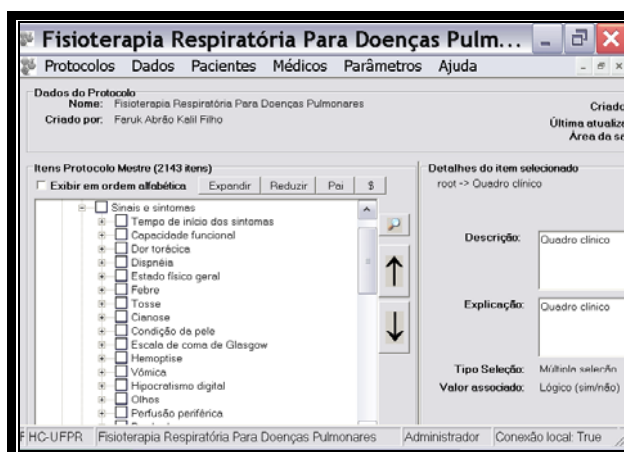 Fisioterapia Respiratória Para Doenças Pulm...
Protocolos Dados Pacientes Médicos Parâmetros Ajuda
Dados do Protocolo
Nome: Fisioterapia Respiratória Para Doenças Pulmonares
Criado
Criado por: Faruk Abrão Kalil Filho
Última atualiza
Área da sa
Itens Protocolo Mestre (2143 itens)
Exibir em ordem alfabética Expandir Reduzir Pai $
Sinais e sintomas
Tempo de início dos sintomas
Capacidade funcional
Dor torácica
Dispnéia
Estado físico geral
Febre
Tosse
Cianose
Condição da pele
Escala de coma de Glasgow
Hemoptise
Vômica
Hipocratismo digital
Olhos
Perfusão periférica
Detalhes do item selecionado
root -> Quadro clínico
Descrição: Quadro clínico
Explicação: Quadro clínico
Tipo Seleção: Múltipla seleção
Valor associado: Lógico (sim/não)
HC-UFPR Fisioterapia Respiratória Para Doenças Pulmonares Administrador Conexão local: True